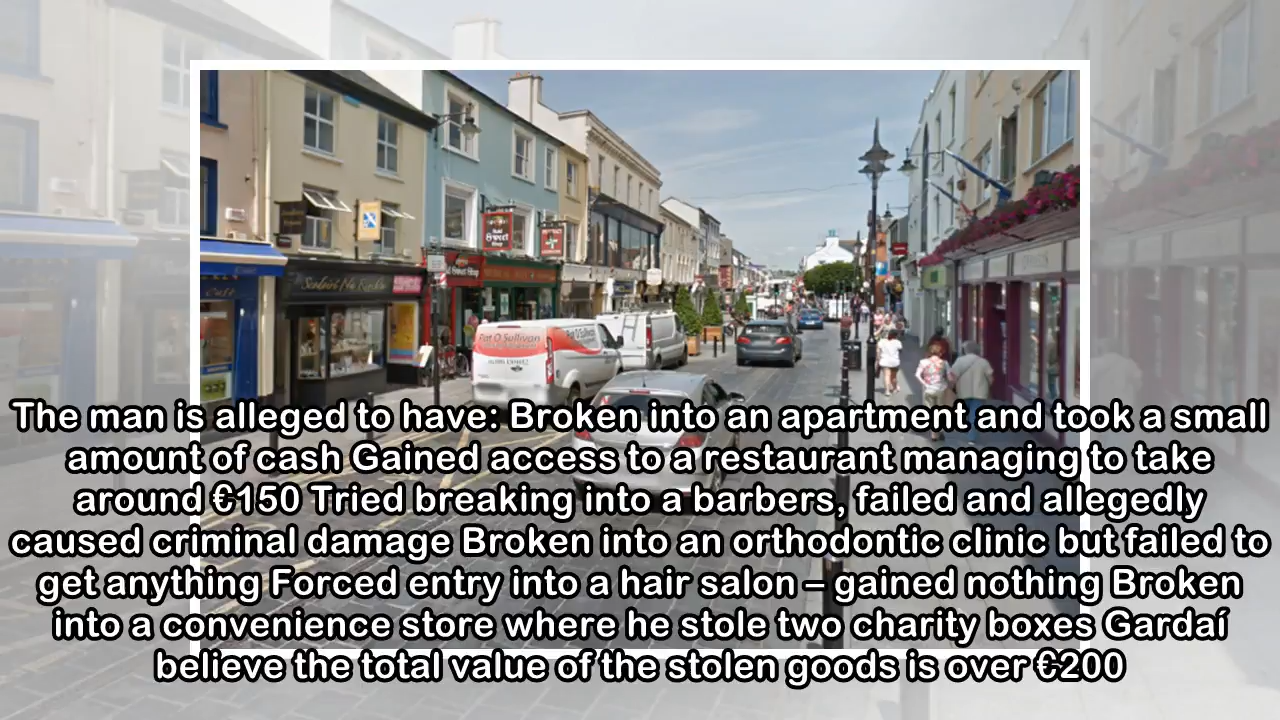 Sweet
Pat O Sullivan
The man is alleged to have: Broken into an apartment and took a small
amount of cash Gained access to a restaurant managing to take
around €150 Tried breaking into a barbers, failed and allegedly
caused criminal damage Broken into an orthodontic clinic but failed to
get anything Forced entry into a hair salon – gained nothing Broken
into a convenience store where he stole two charity boxes Gardaí
believe the total value of the stolen goods is over €200